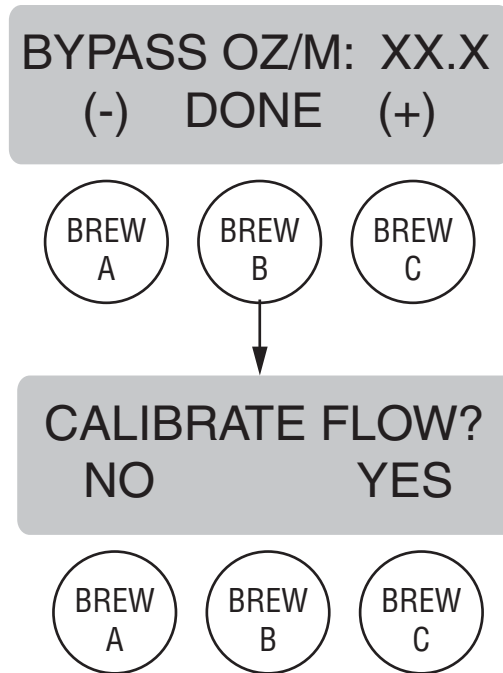 BYPASS OZ/M: XX.X
(-) DONE (+)
BREW BREW BREW
A B C
CALIBRATE FLOW?
NO YES
BREW BREW BREW
A B C